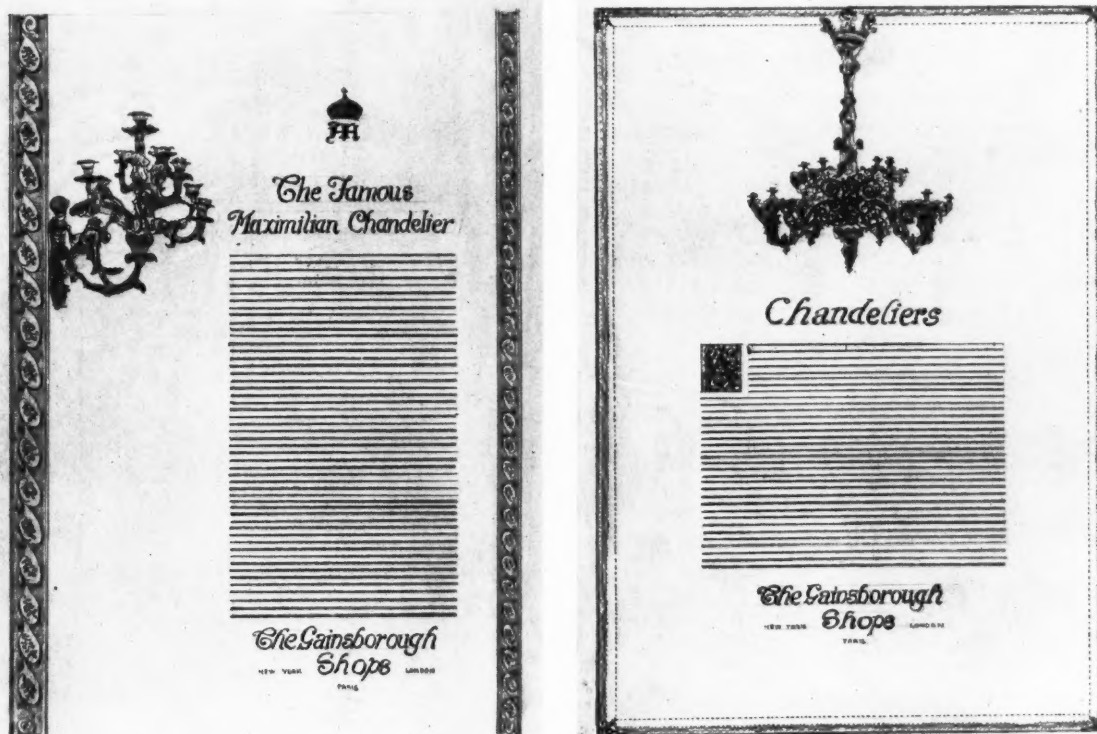 M
The Famous
Maximilian Chandelier
The Gainsborough
Shops
NEW YORK LONDON
PARIS
Chandeliers
The Gainsborough
Shops
NEW YORK LONDON
PARIS